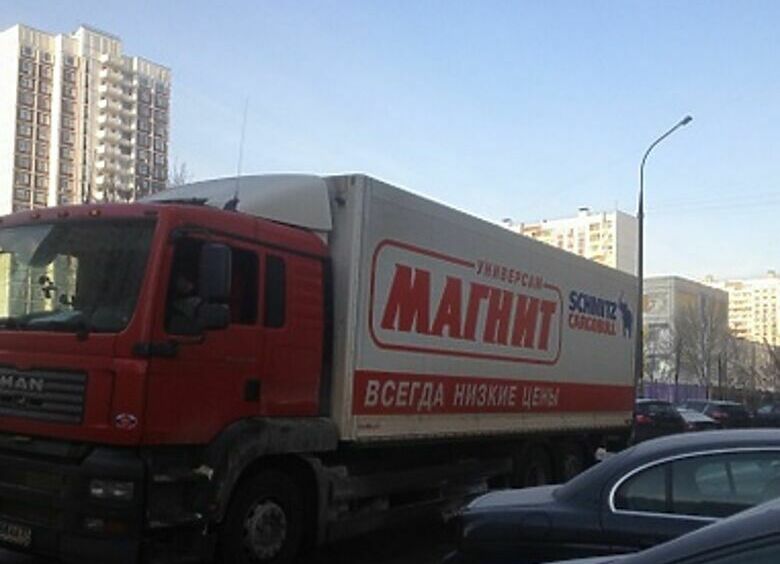 УНИВЕРСАМ
МАГНИТ
SCHMITZ
CARGOBULL
ВСЕГДА НИЗКИЕ ЦЕНЫ
MAN